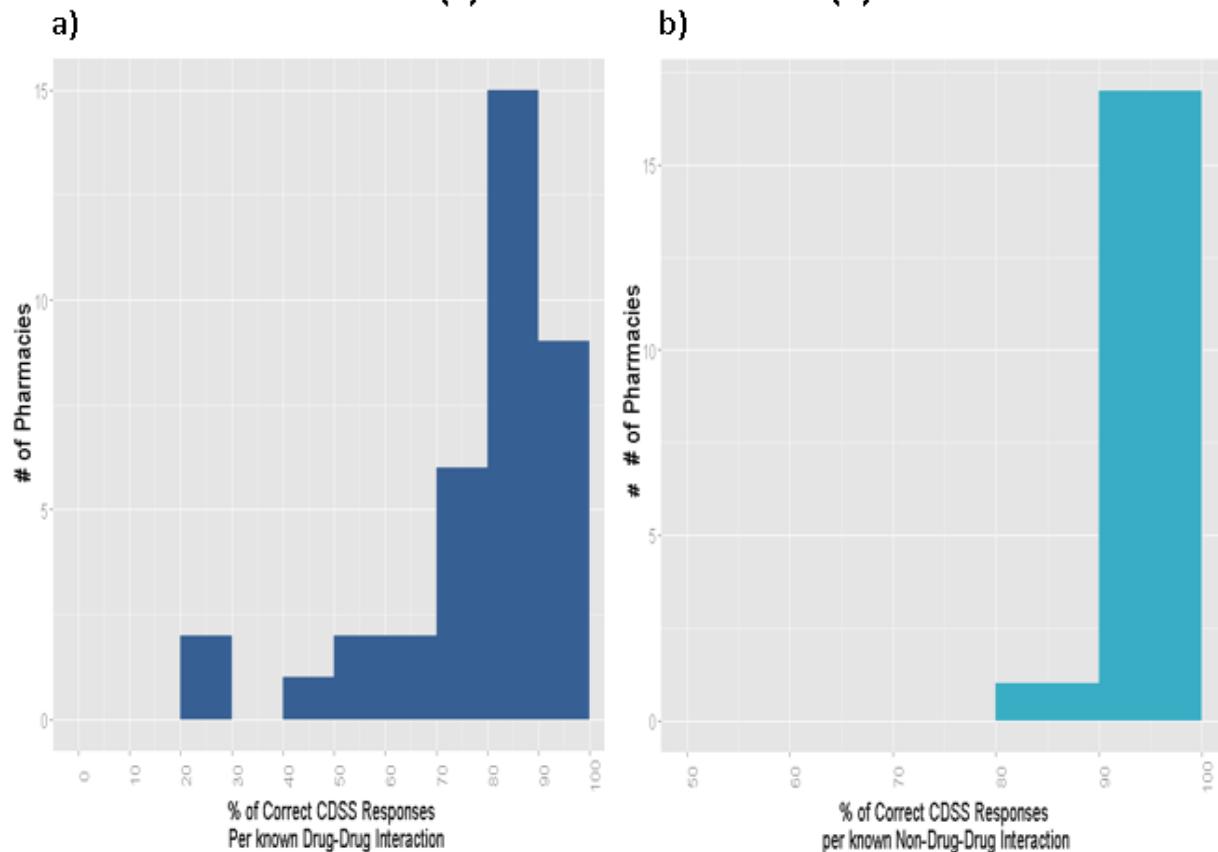 a)
b)
15
10
5
0
# of Pharmacies
0 10 20 30 40 50 60 70 80 90 100
% of Correct CDSS Responses
Per known Drug-Drug Interaction
15
10
5
0
# # of Pharmacies
50 60 70 80 90 100
% of Correct CDSS Responses
per known Non-Drug-Drug Interaction